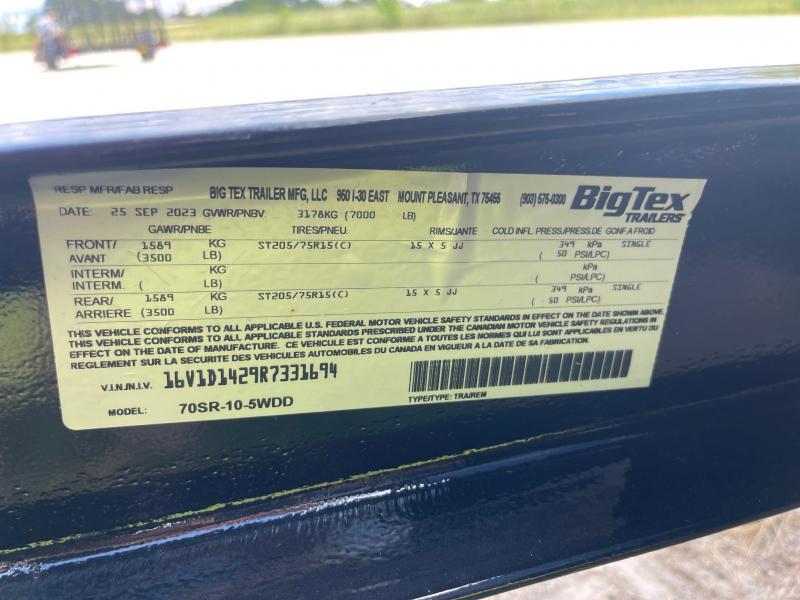 RESP MFR/FAB RESP BIG TEX TRAILER MFG, LLC 950 I-30 EAST MOUNT PLEASANT, TX 75455 (903) 575-0300 BigTex TRAILERS
DATE: 25 SEP 2023 GVWR/PNBV: 3178KG (7000 LB)
GAWR/PNBE TIRES/PNEU. RIMS/JANTE COLD INFL. PRESS/PRESS.DE GONF.A FROID
FRONT/ 1589 KG ST205/75R15(C) 15 X 5 JJ 349 kPa SINGLE
AVANT (3500 LB) ( 50 PSI/LPC)
INTERM/ KG kPa
INTERM. ( LB) ( PSI/LPC)
REAR/ 1589 KG ST205/75R15(C) 15 X 5 JJ 349 kPa SINGLE
ARRIERE (3500 LB) ( 50 PSI/LPC)
THIS VEHICLE CONFORMS TO ALL APPLICABLE U.S. FEDERAL MOTOR VEHICLE SAFETY STANDARDS IN EFFECT ON THE DATE SHOWN ABOVE.
THIS VEHICLE CONFORMS TO ALL APPLICABLE STANDARDS PRESCRIBED UNDER THE CANADIAN MOTOR VEHICLE SAFETY REGULATIONS IN
EFFECT ON THE DATE OF MANUFACTURE. CE VEHICULE EST CONFORME A TOUTES LES NORMES QUI LUI SONT APPLICABLES EN VERTU DU
REGLEMENT SUR LA SECURITE DES VEHICULES AUTOMOBILES DU CANADA EN VIGUEUR A LA DATE DE SA FABRICATION
V.I.N./N.I.V. 16V1D1429R7331694
MODEL: 70SR-10-5WDD TYPE/TYPE: TRA/REM